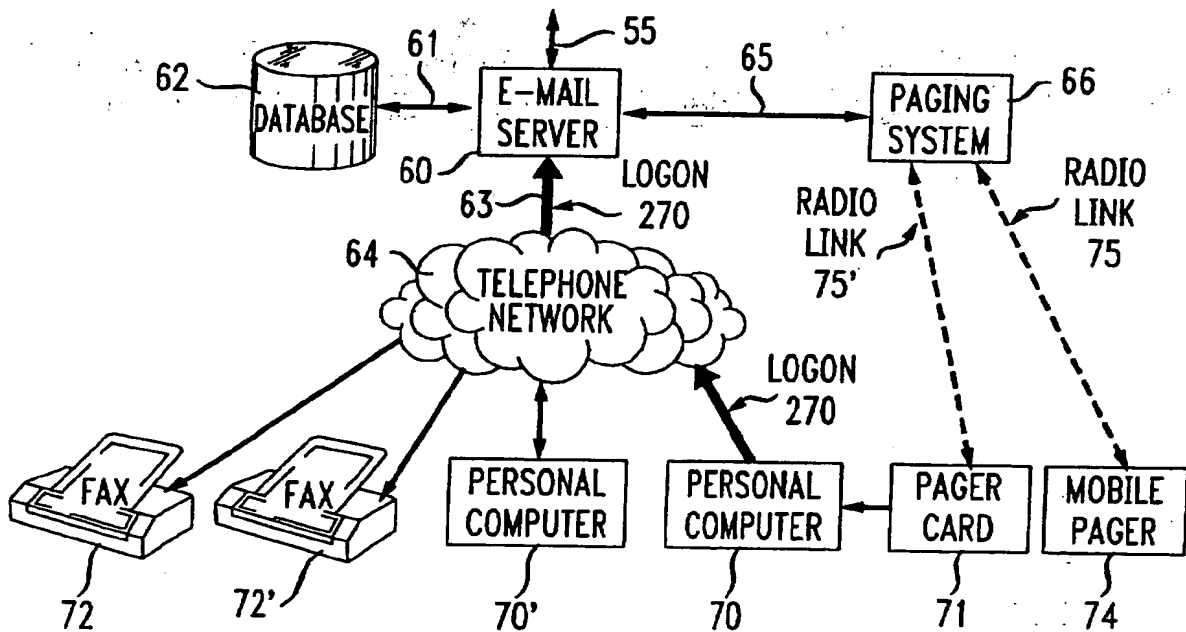 55
61
65
62
66
DATABASE
E-MAIL
SERVER
PAGING
SYSTEM
60
63
LOGON
270
RADIO
LINK
75'
RADIO
LINK
75
64
TELEPHONE
NETWORK
LOGON
270
FAX
FAX
PERSONAL
COMPUTER
PERSONAL
COMPUTER
PAGER
CARD
MOBILE
PAGER
72
72'
70'
70
71
74